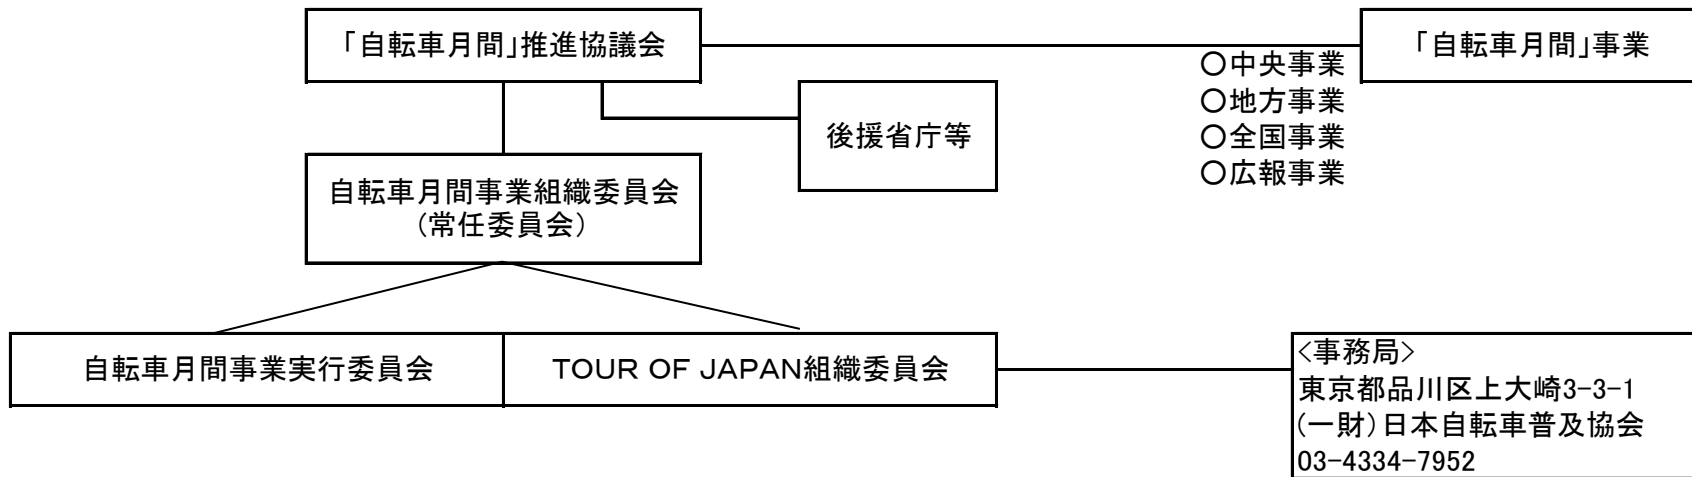 「自転車月間」推進協議会
「自転車月間」事業
○中央事業
○地方事業
○全国事業
○広報事業
後援省庁等
自転車月間事業組織委員会
(常任委員会)
自転車月間事業実行委員会
TOUR OF JAPAN組織委員会
<事務局>
東京都品川区上大崎3-3-1
(一財)日本自転車普及協会
03-4334-7952